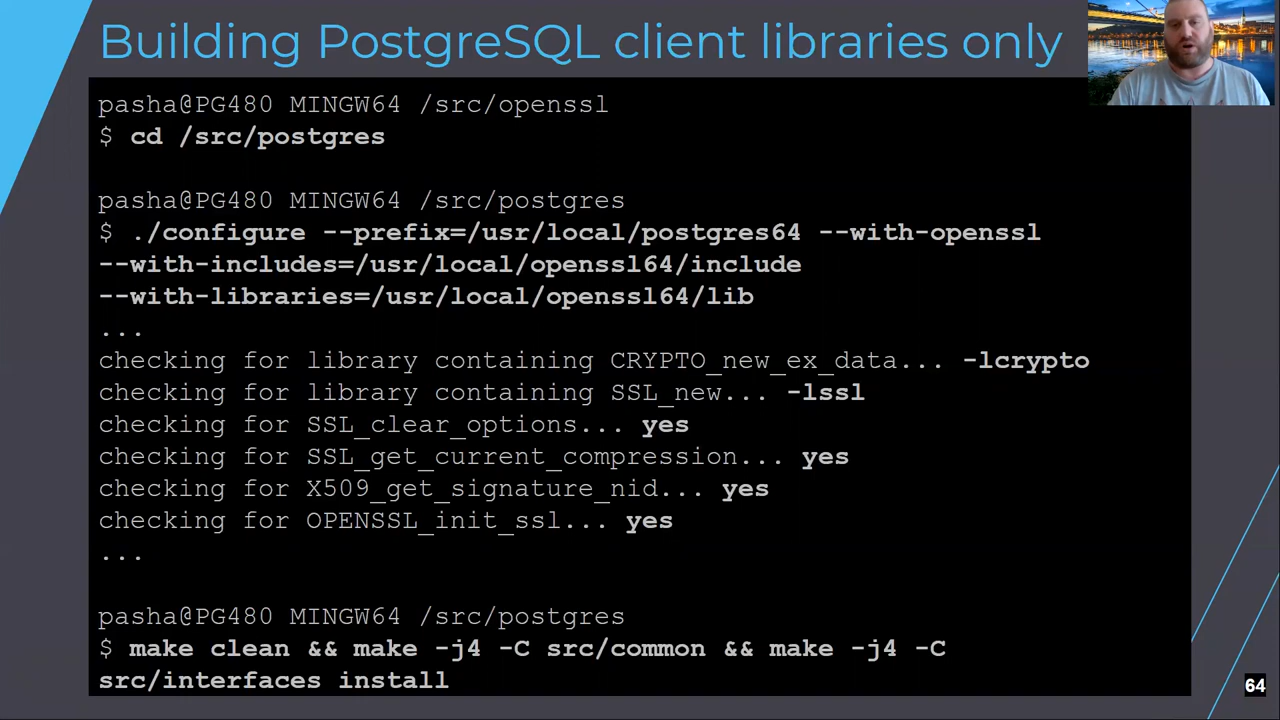 Building PostgreSQL client libraries only
pasha@PG480 MINGW64 /src/openssl
$ cd /src/postgres
pasha@PG480 MINGW64 /src/postgres
$ ./configure --prefix=/usr/local/postgres64 --with-openssl
--with-includes=/usr/local/openssl64/include
--with-libraries=/usr/local/openssl64/lib
...
checking for library containing CRYPTO_new_ex_data... -lcrypto
checking for library containing SSL_new... -lssl
checking for SSL_clear_options... yes
checking for SSL_get_current_compression... yes
checking for X509_get_signature_nid... yes
checking for OPENSSL_init_ssl... yes
...
pasha@PG480 MINGW64 /src/postgres
$ make clean && make -j4 -C src/common && make -j4 -C
src/interfaces install
64